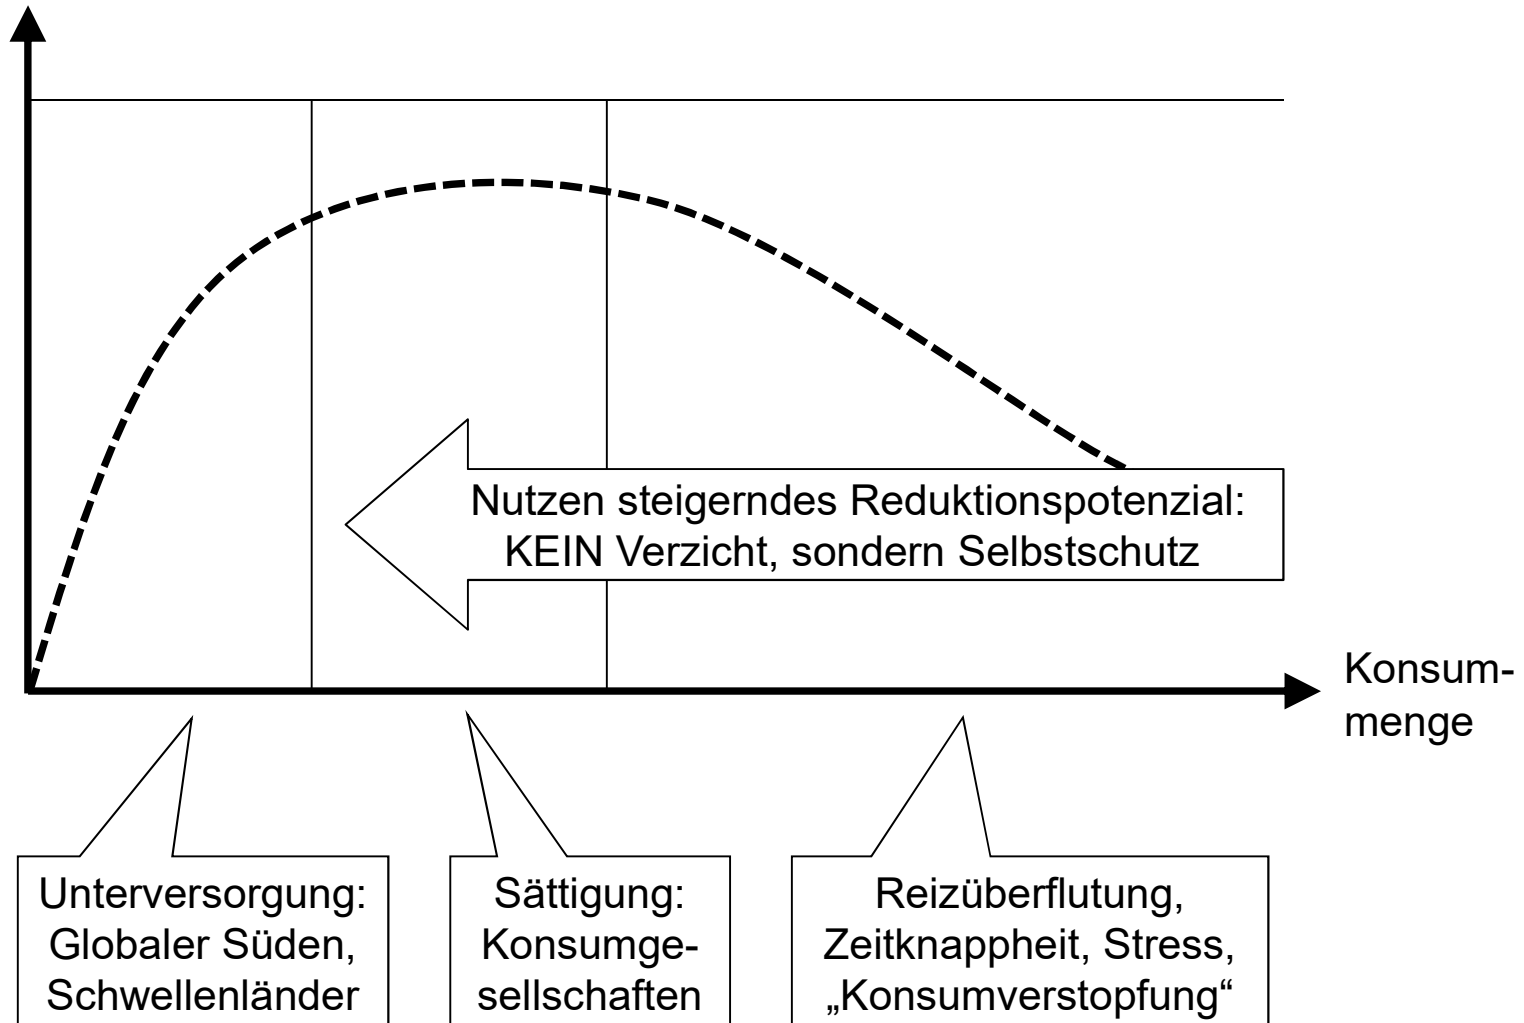 Nutzen steigerndes Reduktionspotenzial:
KEIN Verzicht, sondern Selbstschutz
Konsum-
menge
Unterversorgung:
Globaler Süden,
Schwellenländer
Sättigung:
Konsumge-
sellschaften
Reizüberflutung,
Zeitknappheit, Stress,
„Konsumverstopfung“